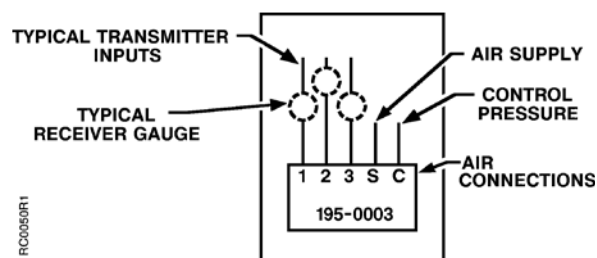 TYPICAL TRANSMITTER
INPUTS
AIR SUPPLY
TYPICAL
RECEIVER GAUGE
CONTROL
PRESSURE
1 2 3 S C
AIR
CONNECTIONS
195-0003
RC0050R1